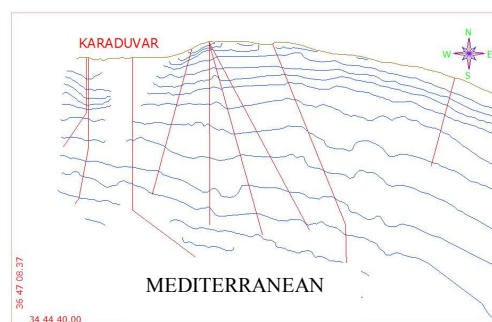 KARADUVAR
N
W E
S
MEDITERRANEAN
36 47 08.37
34 44 40.00